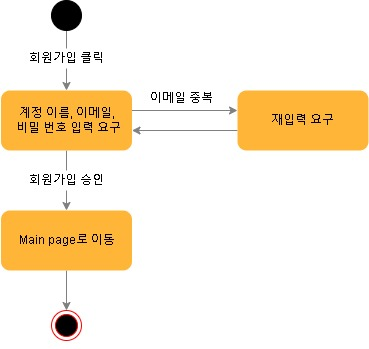 회원가입 클릭
계정 이름, 이메일,
비밀 번호 입력 요구
이메일 중복
재입력 요구
회원가입 승인
Main page로 이동